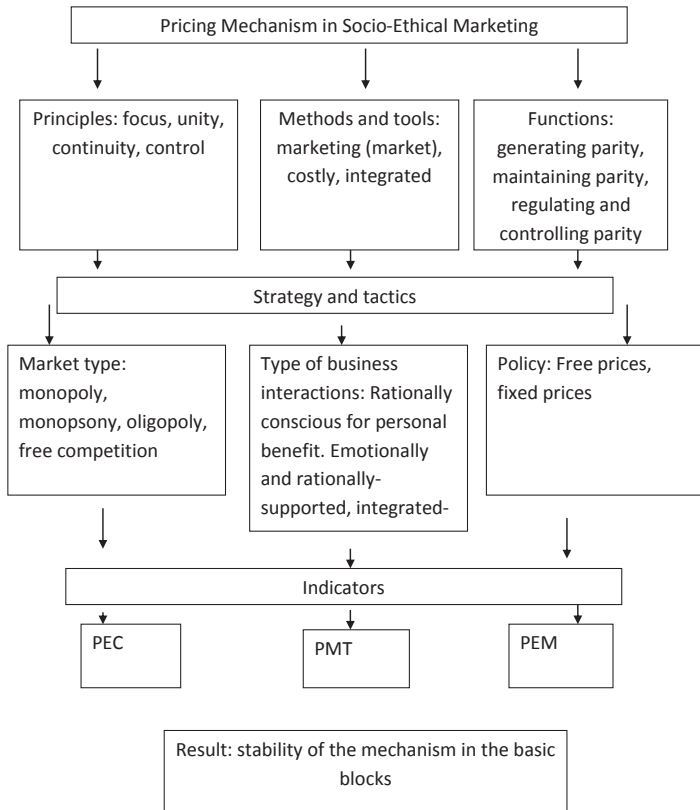 Pricing Mechanism in Socio-Ethical Marketing
Principles: focus, unity,
continuity, control
Methods and tools:
marketing (market),
costly, integrated
Functions:
generating parity,
maintaining parity,
regulating and
controlling parity
Strategy and tactics
Market type:
monopoly,
monopsony, oligopoly,
free competition
Type of business
interactions: Rationally
conscious for personal
benefit. Emotionally
and rationally-
supported, integrated-
Policy: Free prices,
fixed prices
Indicators
PEC
PMT
PEM
Result: stability of the mechanism in the basic
blocks